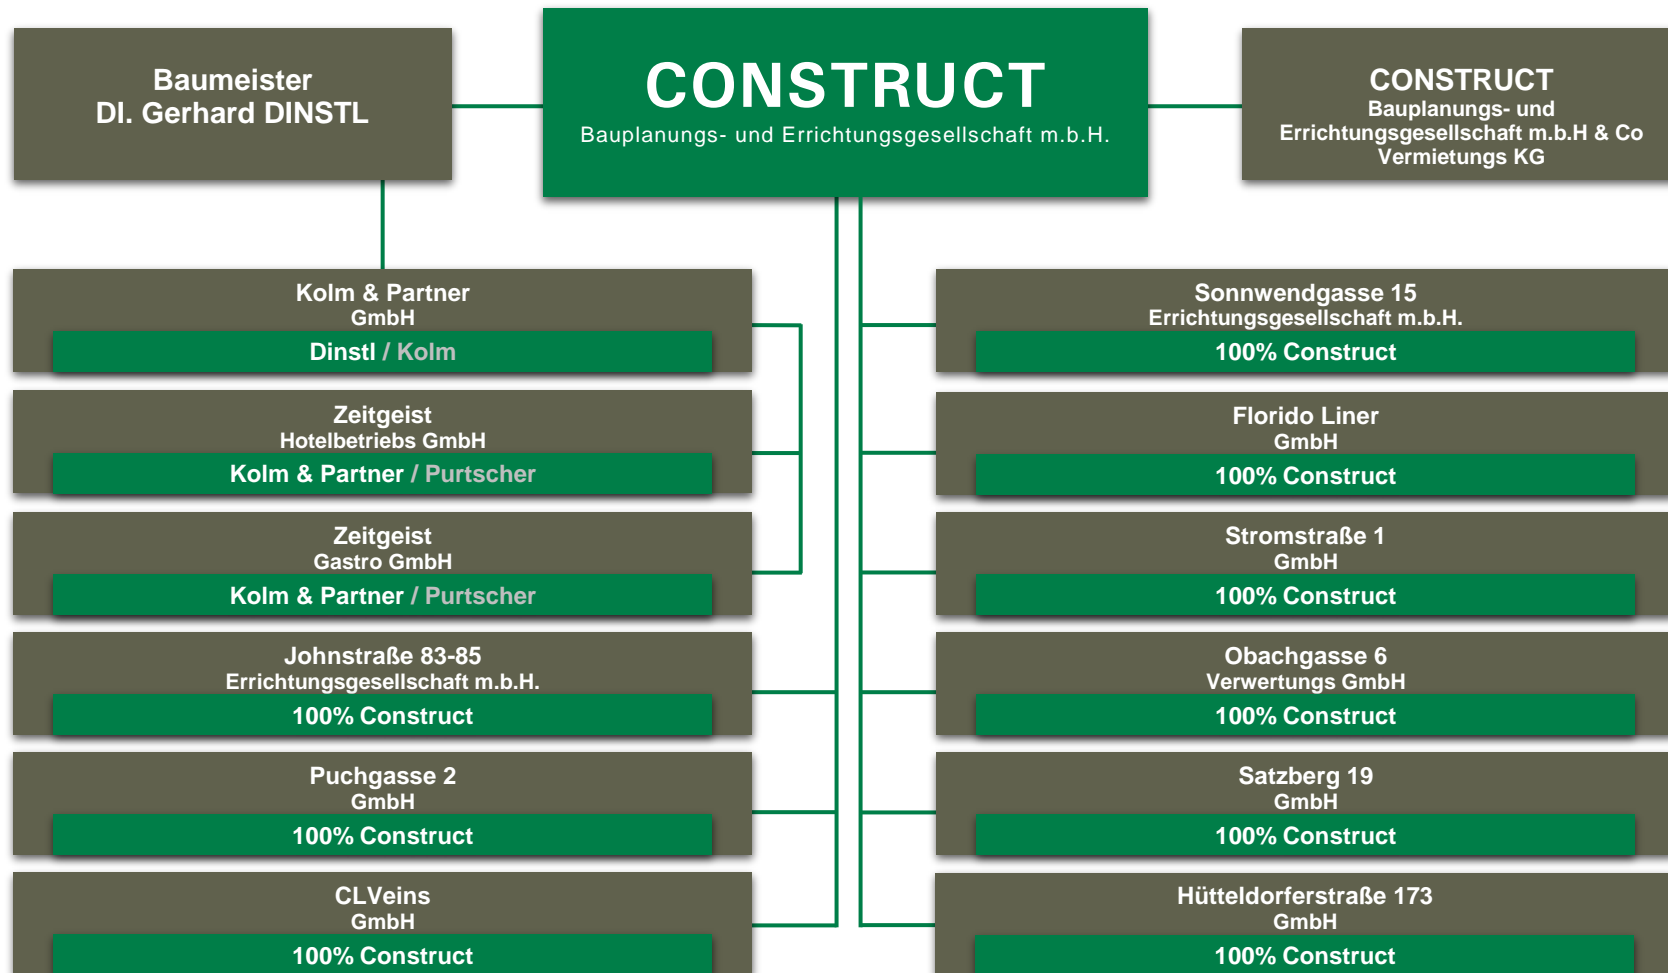 Baumeister
DI. Gerhard DINSTL
CONSTRUCT
Bauplanungs- und Errichtungsgesellschaft m.b.H.
CONSTRUCT
Bauplanungs- und
Errichtungsgesellschaft m.b.H & Co
Vermietungs KG
Kolm & Partner
GmbH
Dinstl / Kolm
Zeitgeist
Hotelbetriebs GmbH
Kolm & Partner / Purtscher
Zeitgeist
Gastro GmbH
Kolm & Partner / Purtscher
Johnstraße 83-85
Errichtungsgesellschaft m.b.H.
100% Construct
Puchgasse 2
GmbH
100% Construct
CLVeins
GmbH
100% Construct
Sonnwendgasse 15
Errichtungsgesellschaft m.b.H.
100% Construct
Florido Liner
GmbH
100% Construct
Stromstraße 1
GmbH
100% Construct
Obachgasse 6
Verwertungs GmbH
100% Construct
Satzberg 19
GmbH
100% Construct
Hütteldorferstraße 173
GmbH
100% Construct